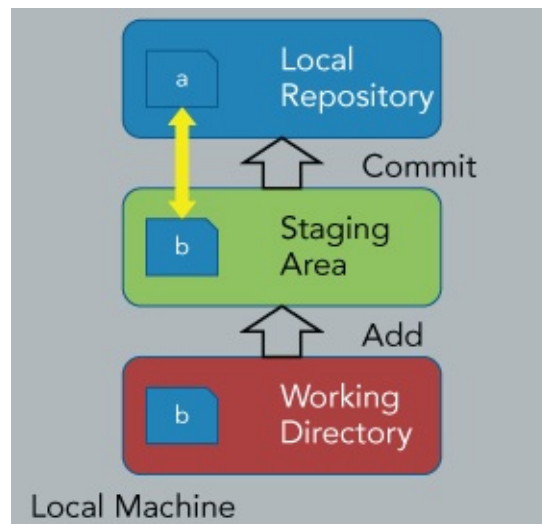 a
Local
Repository
Commit
b
Staging
Area
Add
b
Working
Directory
Local Machine